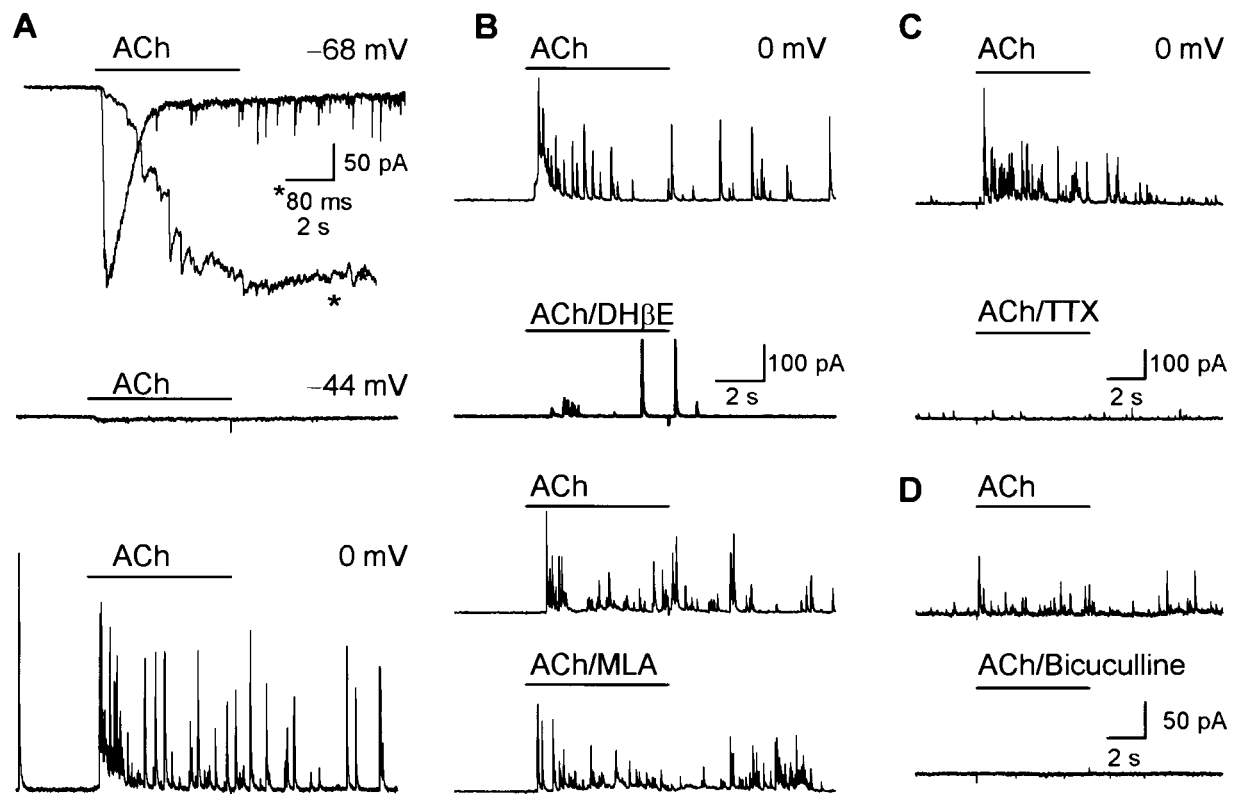 A
ACh
–68 mV
50 pA
*
80 ms
2 s
*
*
ACh
–44 mV
ACh
0 mV
B
ACh
0 mV
ACh/DHβE
100 pA
2 s
ACh
ACh/MLA
C
ACh
0 mV
ACh/TTX
100 pA
2 s
D
ACh
ACh/Bicuculline
50 pA
2 s